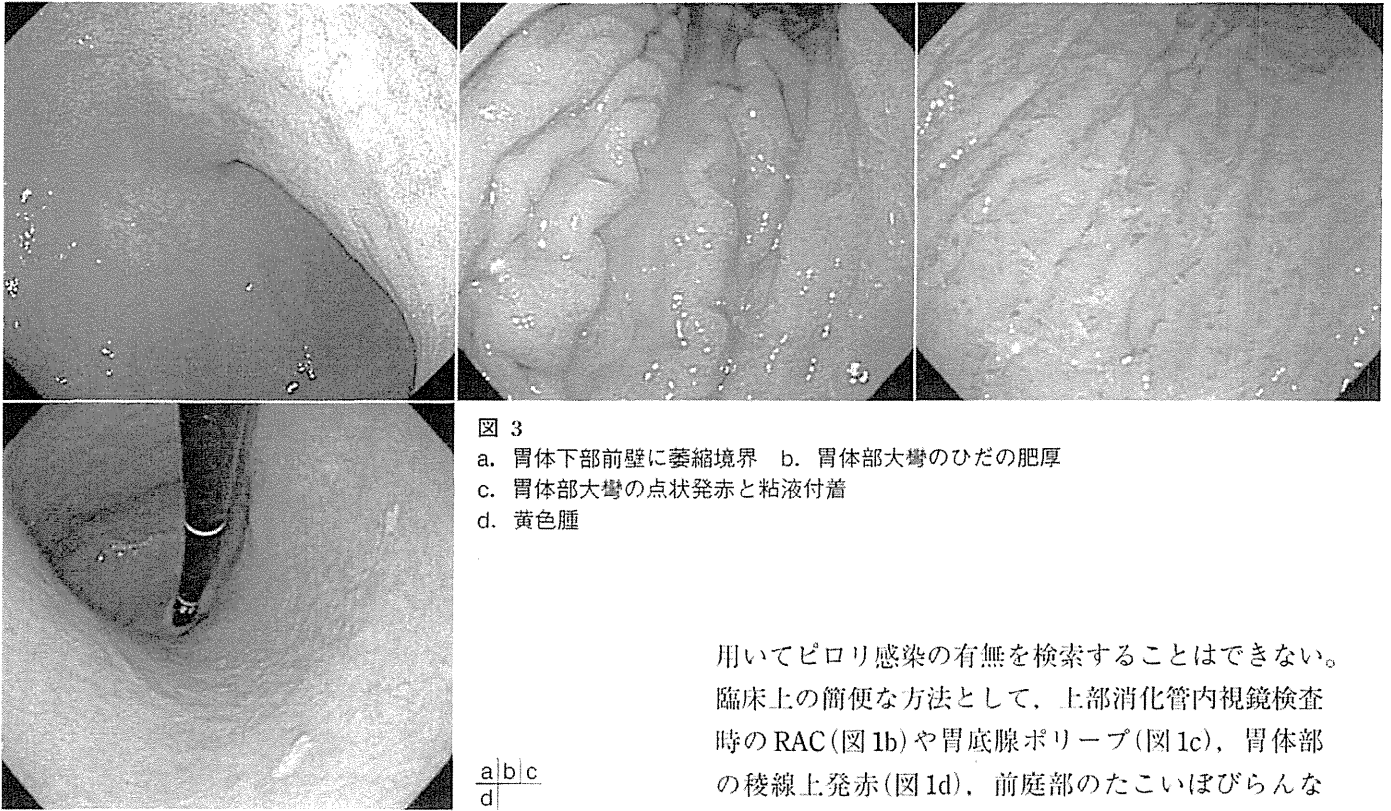 図 3
a. 胃体下部前壁に萎縮境界 b. 胃体部大彎のひだの肥厚
c. 胃体部大彎の点状発赤と粘液付着
d. 黄色腫
a b c
d
用いてピロリ感染の有無を検索することはできない。
臨床上の簡便な方法として，上部消化管内視鏡検査
時のRAC(図1b)や胃底腺ポリープ(図1c)，胃体部
の稜線上発赤(図1d)，前庭部のたこいぼびらんな